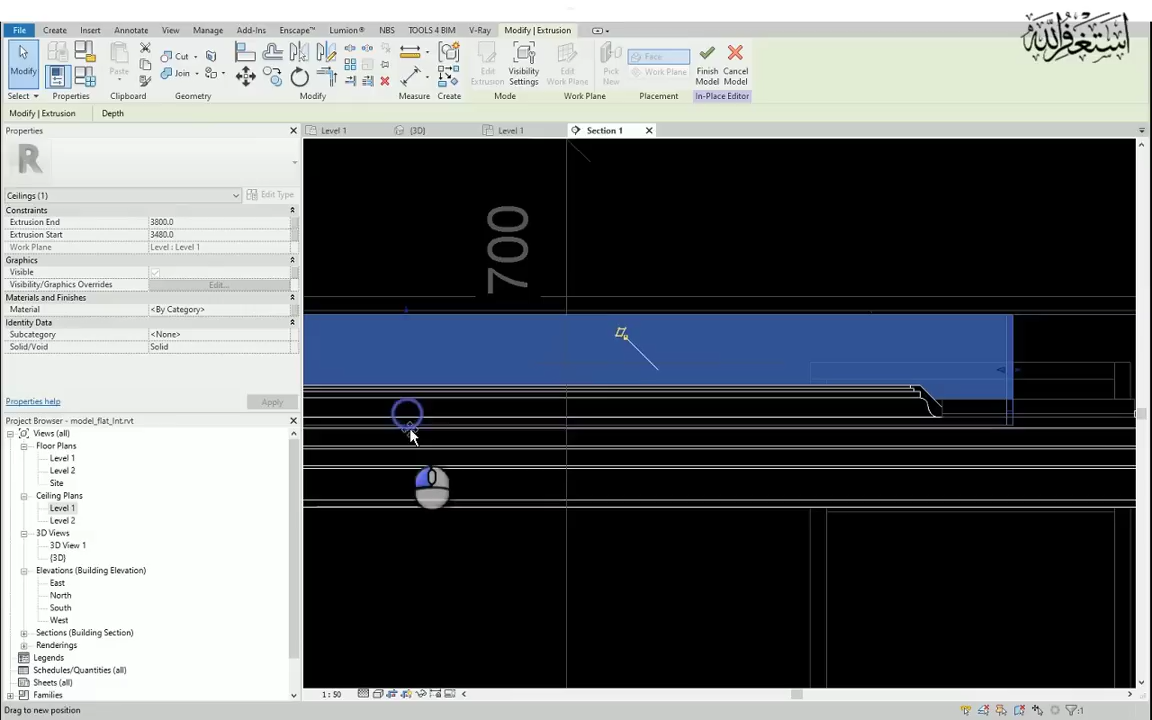 أستغفر الله
File Create Insert Annotate View Manage Add-Ins Enscape™ Lumion® NBS TOOLS 4 BIM V-Ray Modify | Extrusion
Modify Paste Cut Join Edit Extrusion Visibility Settings Edit Work Plane Pick New Face Work Plane Finish Model Cancel Model
Select Properties Clipboard Geometry Modify Measure Create Mode Work Plane Placement In-Place Editor
Modify | Extrusion Depth
Properties
Level 1 {3D} Level 1 Section 1
R
Ceilings (1) Edit Type
Constraints
Extrusion End 3800.0
Extrusion Start 3480.0
Work Plane Level : Level 1
Graphics
Visible
Visibility/Graphics Overrides Edit...
Materials and Finishes
Material <By Category>
Identity Data
Subcategory <None>
Solid/Void Solid
Properties help Apply
Project Browser - model_flat_Int.rvt
Views (all)
Floor Plans
Level 1
Level 2
Site
Ceiling Plans
Level 1
Level 2
3D Views
3D View 1
{3D}
Elevations (Building Elevation)
East
North
South
West
Sections (Building Section)
Renderings
Legends
Schedules/Quantities (all)
Sheets (all)
Families
700
1 : 50
Drag to new position
:1